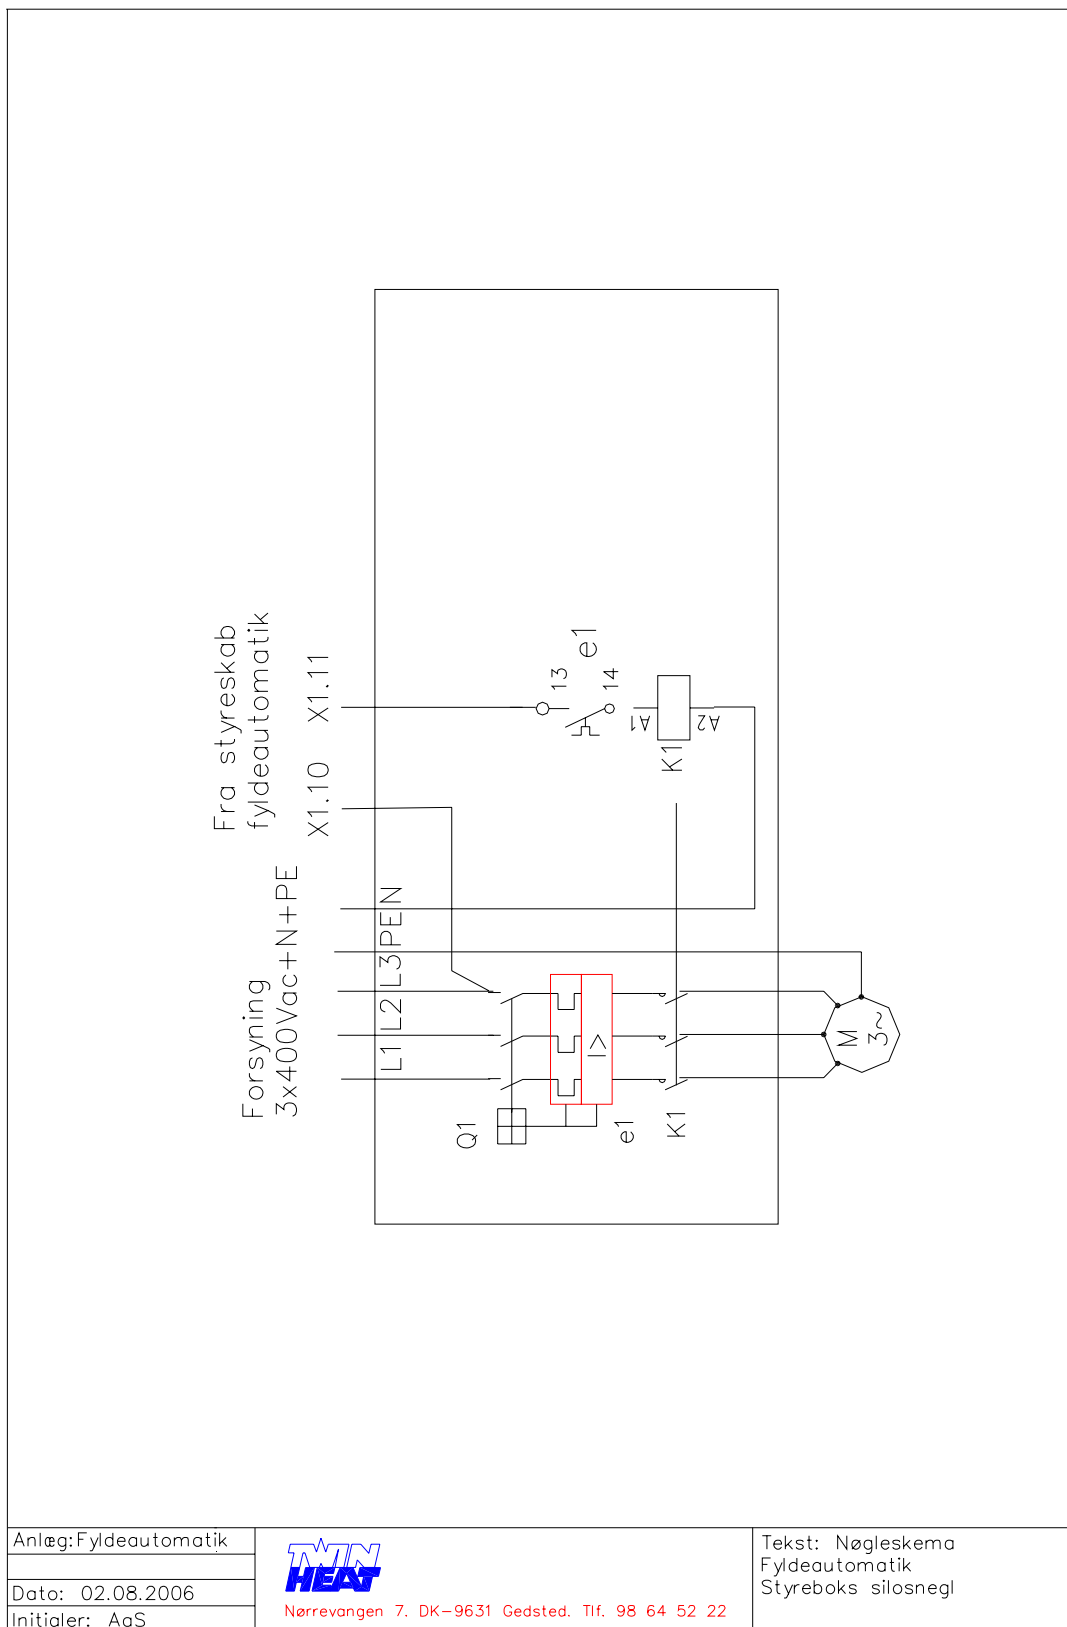 Fra styreskab
fyldeautomatik
X1.10 X1.11
Forsyning
3x400Vac+N+PE
L1 L2 L3 PE N
13
14
e1
A1
A2
K1
Q1
I>
e1
K1
M
3~
Anlæg: Fyldeautomatik
Dato: 02.08.2006
Initialer: AaS
TWIN
HEAT
Nørrevangen 7. DK-9631 Gedsted. Tlf. 98 64 52 22
Tekst: Nøgleskema
Fyldeautomatik
Styreboks silosnegl